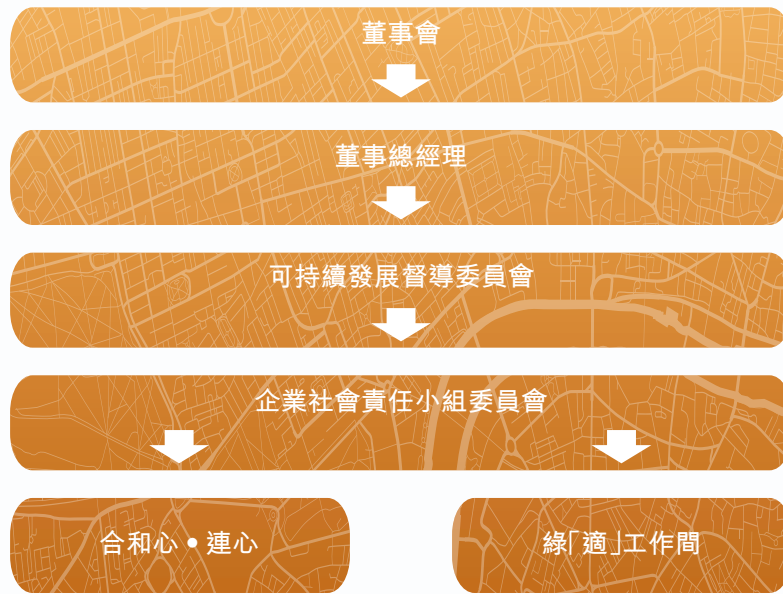 董事會
董事總經理
可持續發展督導委員會
企業社會責任小組委員會
合和心•連心
綠「適」工作間